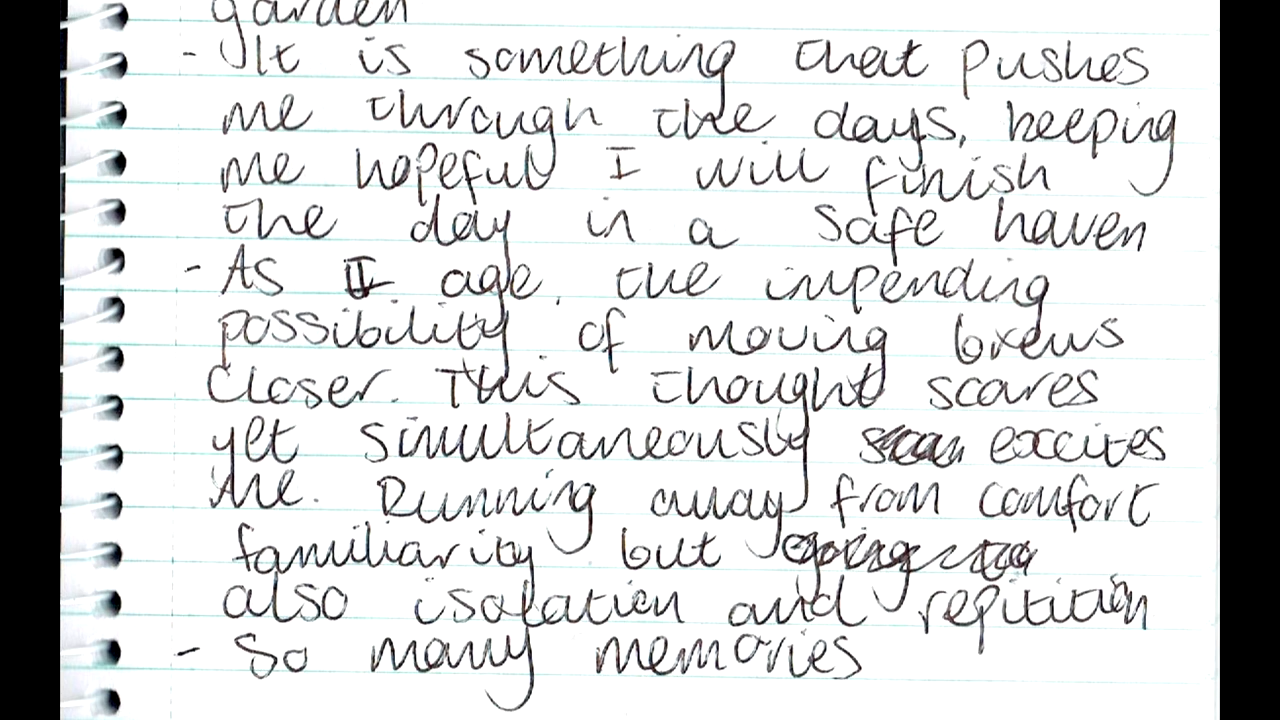 garden
- It is something that pushes
me through the days, keeping
me hopeful I will finish
the day in a safe haven
- As I age, the impending
possibility of moving brews
closer. This thought scares
yet simultaneously excites
me. Running away from comfort
familiarity but
also isolation and repitition
- So many memories